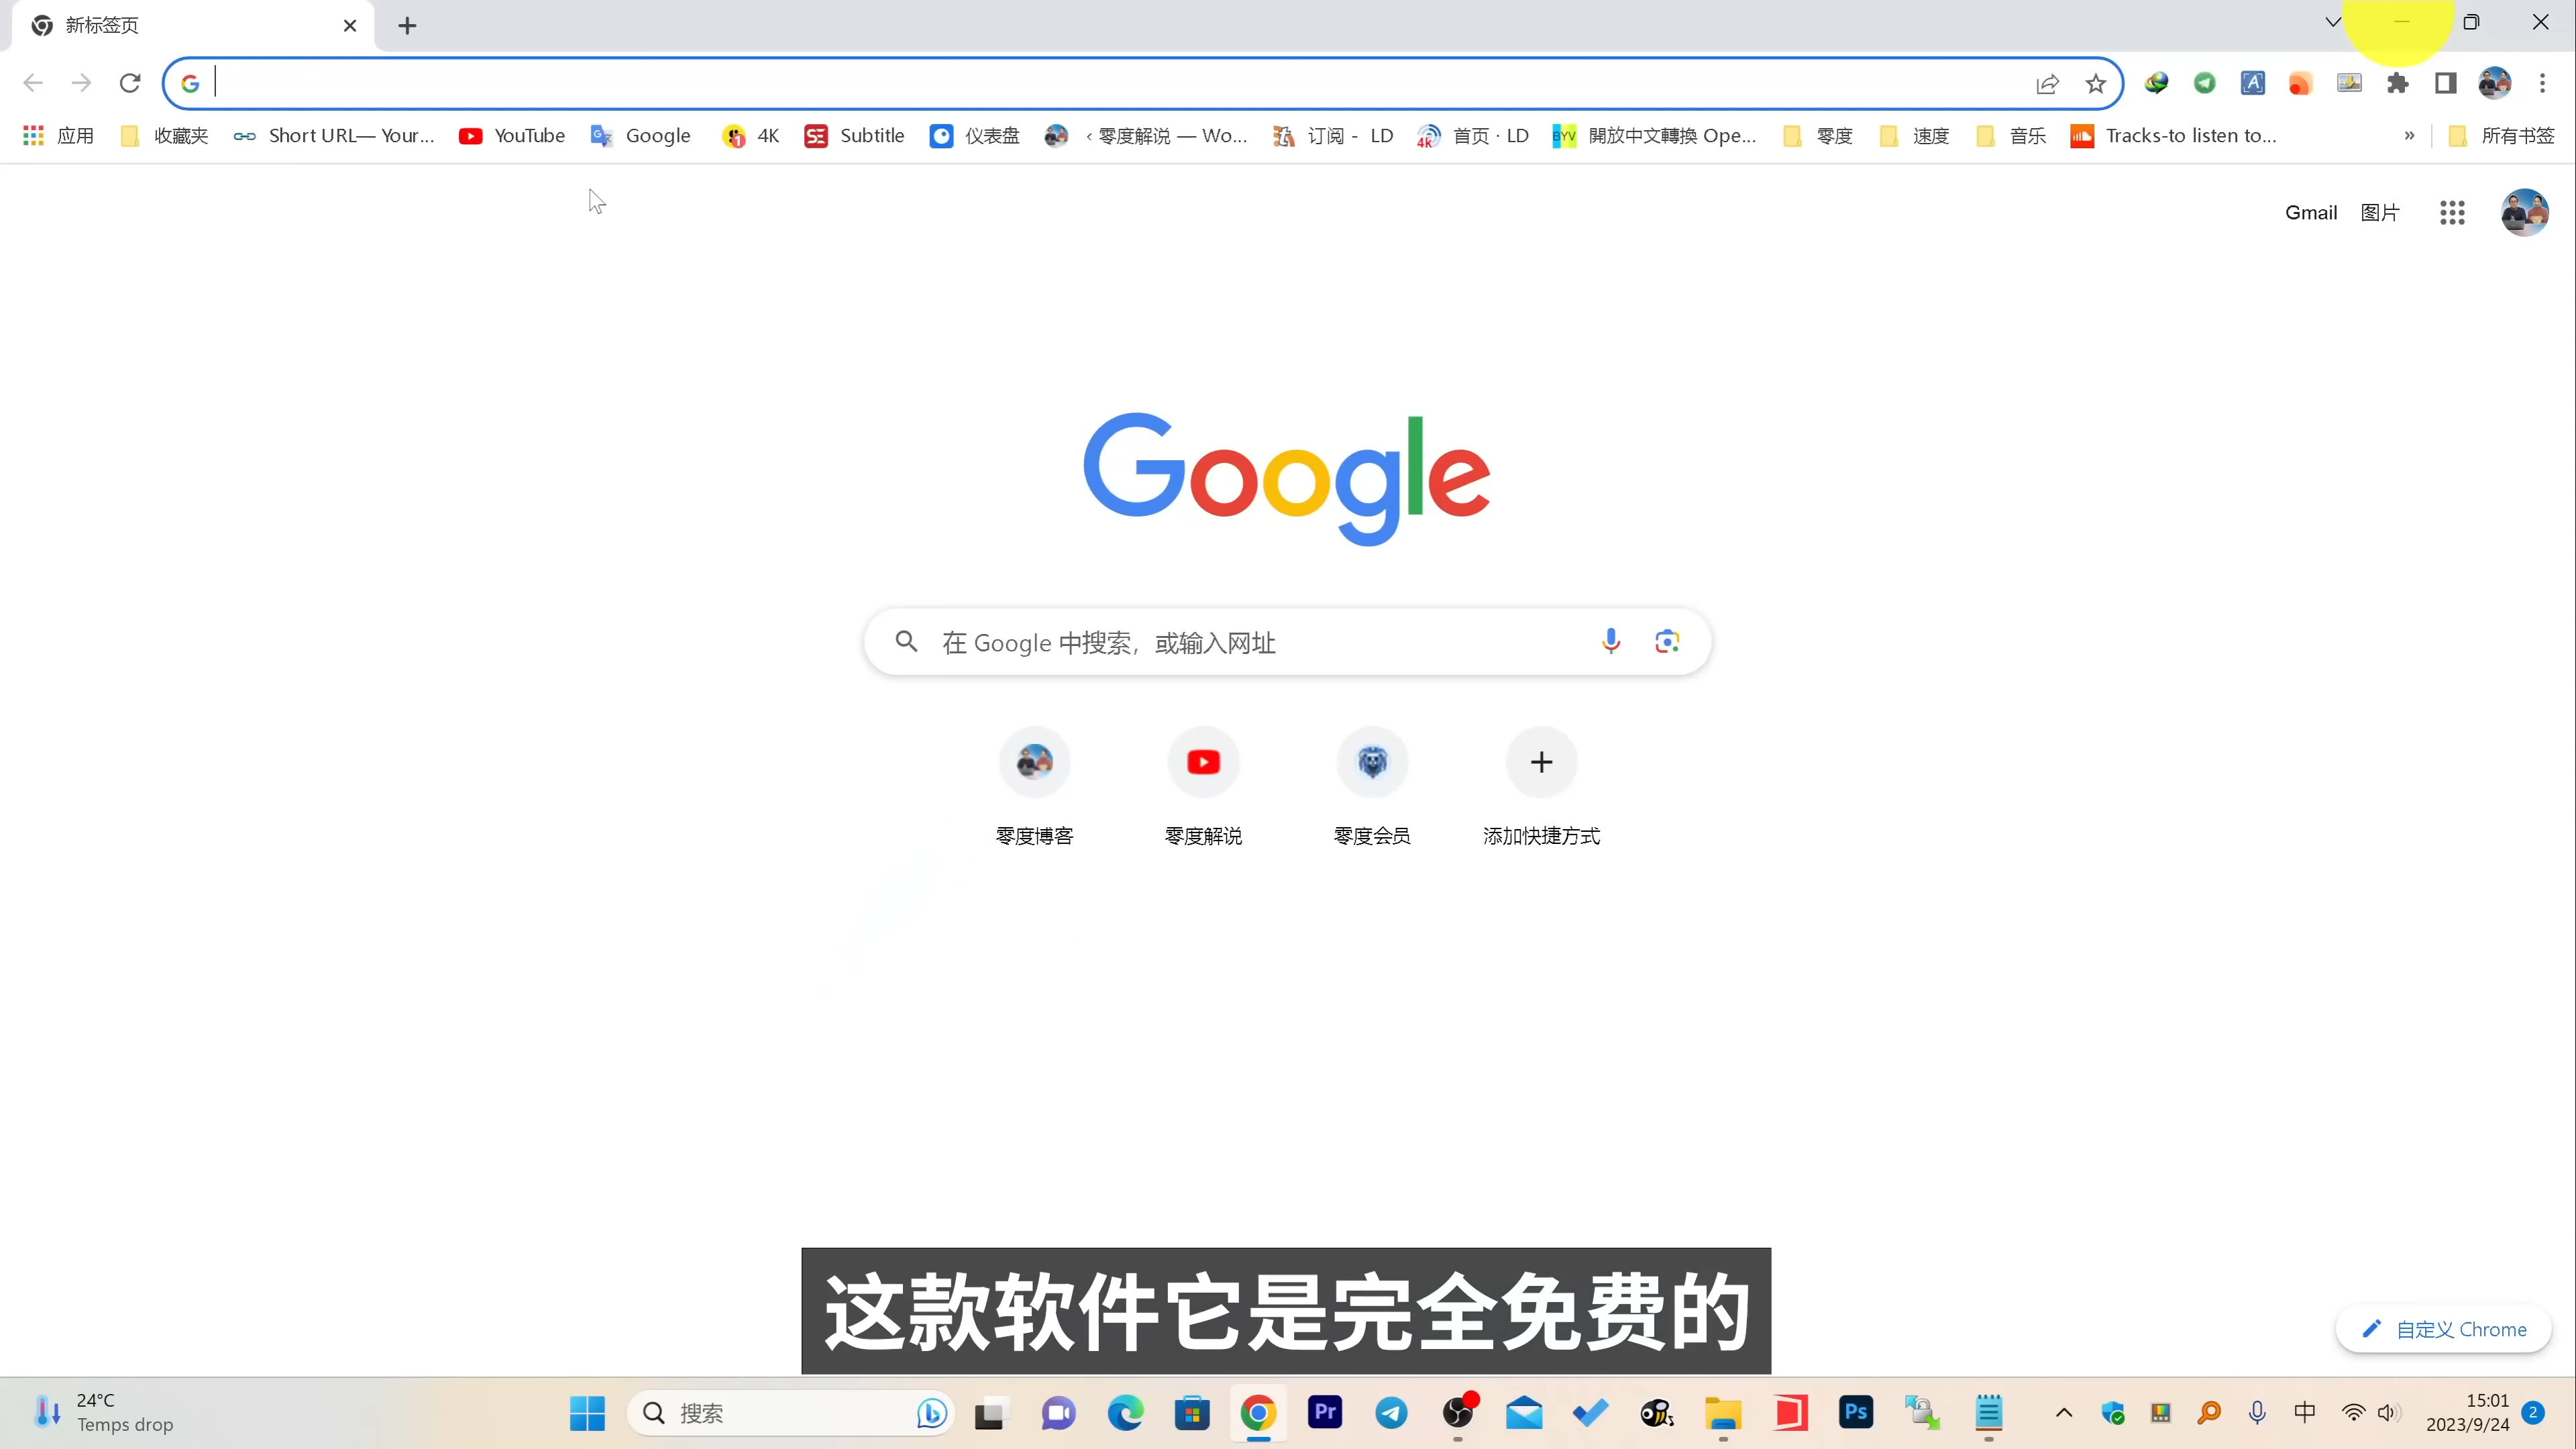 新标签页
应用 收藏夹 Short URL— Your... YouTube Google 4K Subtitle 仪表盘 ‹ 零度解说 — Wo... 订阅 - LD 首页 · LD 開放中文轉換 Ope... 零度 速度 音乐 Tracks-to listen to... » 所有书签
Gmail 图片
Google
在 Google 中搜索，或输入网址
零度博客 零度解说 零度会员 添加快捷方式
这款软件它是完全免费的
自定义 Chrome
24°C
Temps drop
搜索
Pr
Ps
中
15:01
2023/9/24
2